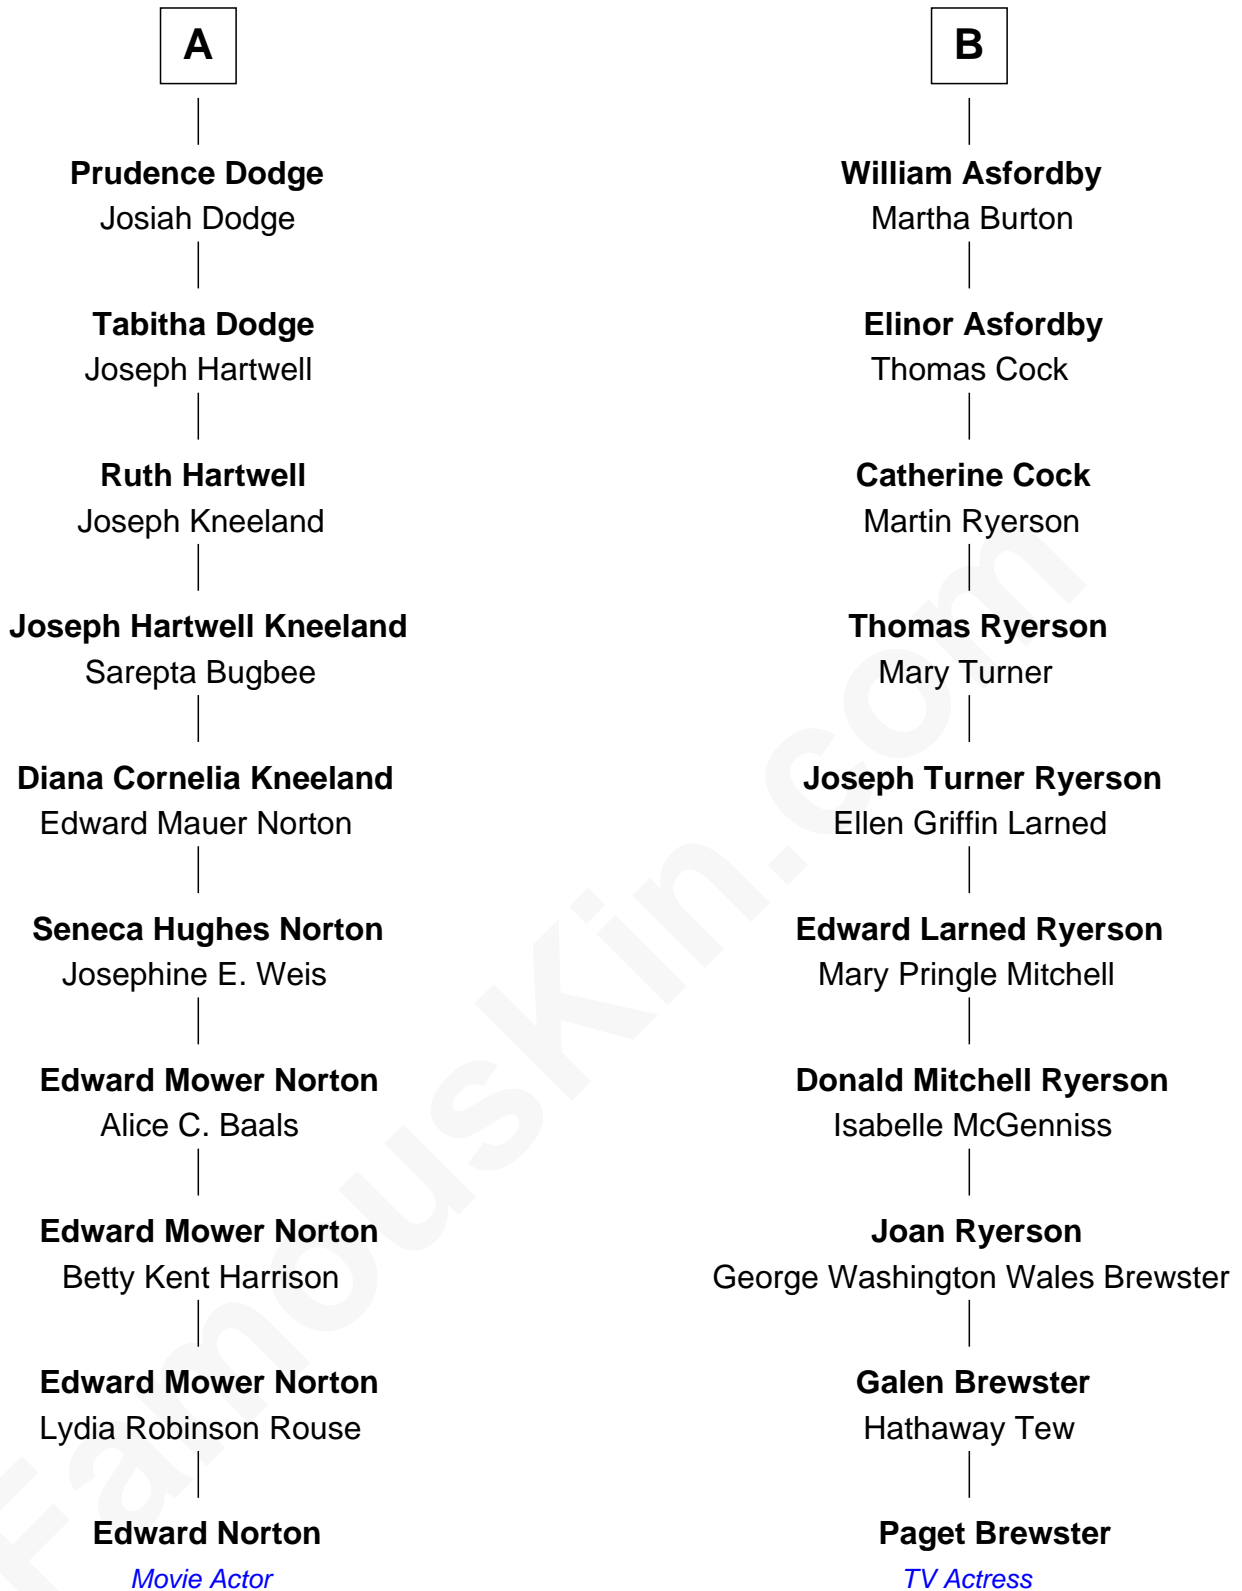 A
Prudence Dodge
Josiah Dodge
Tabitha Dodge
Joseph Hartwell
Ruth Hartwell
Joseph Kneeland
Joseph Hartwell Kneeland
Sarepta Bugbee
Diana Cornelia Kneeland
Edward Mauer Norton
Seneca Hughes Norton
Josephine E. Weis
Edward Mower Norton
Alice C. Baals
Edward Mower Norton
Betty Kent Harrison
Edward Mower Norton
Lydia Robinson Rouse
Edward Norton
Movie Actor
B
William Asfordby
Martha Burton
Elinor Asfordby
Thomas Cock
Catherine Cock
Martin Ryerson
Thomas Ryerson
Mary Turner
Joseph Turner Ryerson
Ellen Griffin Larned
Edward Larned Ryerson
Mary Pringle Mitchell
Donald Mitchell Ryerson
Isabelle McGenniss
Joan Ryerson
George Washington Wales Brewster
Galen Brewster
Hathaway Tew
Paget Brewster
TV Actress
FamousKin.com